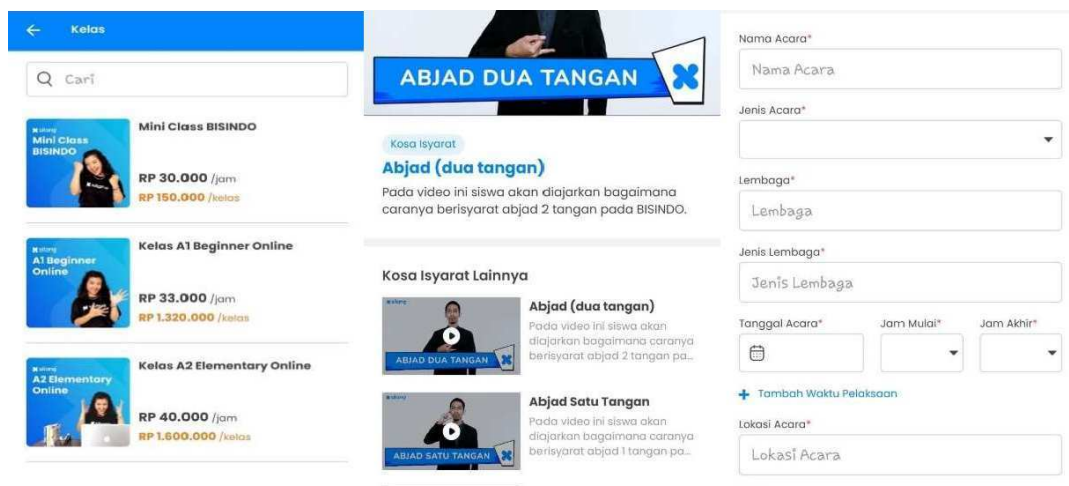 Kelas
Cari
silang
Mini Class
BISINDO
Mini Class BISINDO
RP 30.000 /jam
RP 150.000 /kelas
silang
A1 Beginner
Online
Kelas A1 Beginner Online
RP 33.000 /jam
RP 1.320.000 /kelas
silang
A2 Elementary
Online
Kelas A2 Elementary Online
RP 40.000 /jam
RP 1.600.000 /kelas
ABJAD DUA TANGAN
Kosa Isyarat
Abjad (dua tangan)
Pada video ini siswa akan diajarkan bagaimana
caranya berisyarat abjad 2 tangan pada BISINDO.
Kosa Isyarat Lainnya
silang
ABJAD DUA TANGAN
Abjad (dua tangan)
Pada video ini siswa akan
diajarkan bagaimana caranya
berisyarat abjad 2 tangan pa...
silang
ABJAD SATU TANGAN
Abjad Satu Tangan
Pada video ini siswa akan
diajarkan bagaimana caranya
berisyarat abjad 1 tangan pa...
Nama Acara*
Nama Acara
Jenis Acara*
Lembaga*
Lembaga
Jenis Lembaga*
Jenis Lembaga
Tanggal Acara* Jam Mulai* Jam Akhir*
+ Tambah Waktu Pelaksaan
Lokasi Acara*
Lokasi Acara